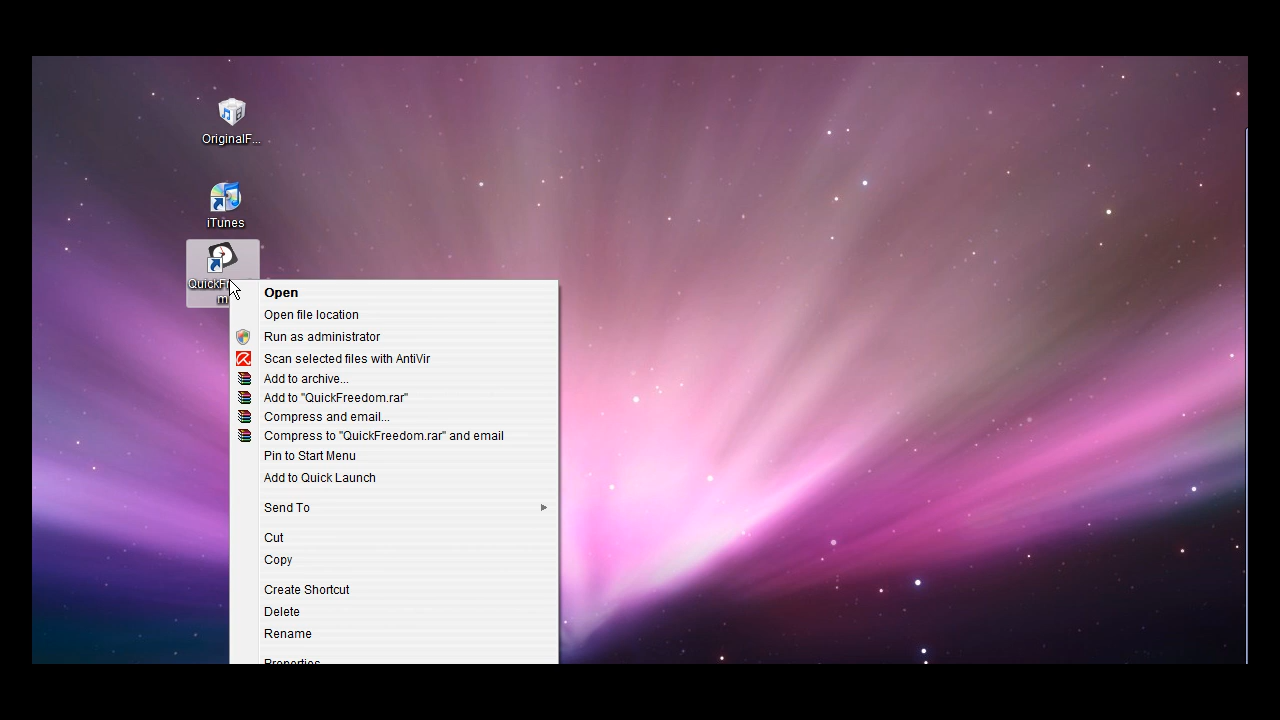 OriginalF...
iTunes
Open
Open file location
Run as administrator
Scan selected files with AntiVir
Add to archive...
Add to "QuickFreedom.rar"
Compress and email...
Compress to "QuickFreedom.rar" and email
Pin to Start Menu
Add to Quick Launch
Send To
Cut
Copy
Create Shortcut
Delete
Rename
Properties